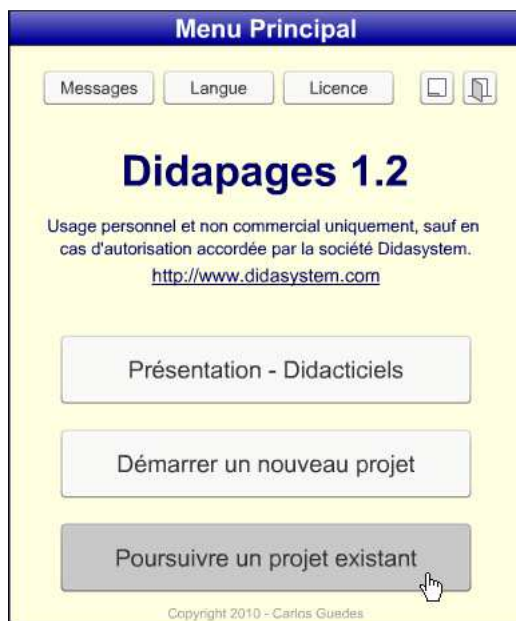 Menu Principal
Messages Langue Licence
Didapages 1.2
Usage personnel et non commercial uniquement, sauf en
cas d'autorisation accordée par la société Didasystem.
http://www.didasystem.com
Présentation - Didacticiels
Démarrer un nouveau projet
Poursuivre un projet existant
Copyright 2010 - Carlos Guedes